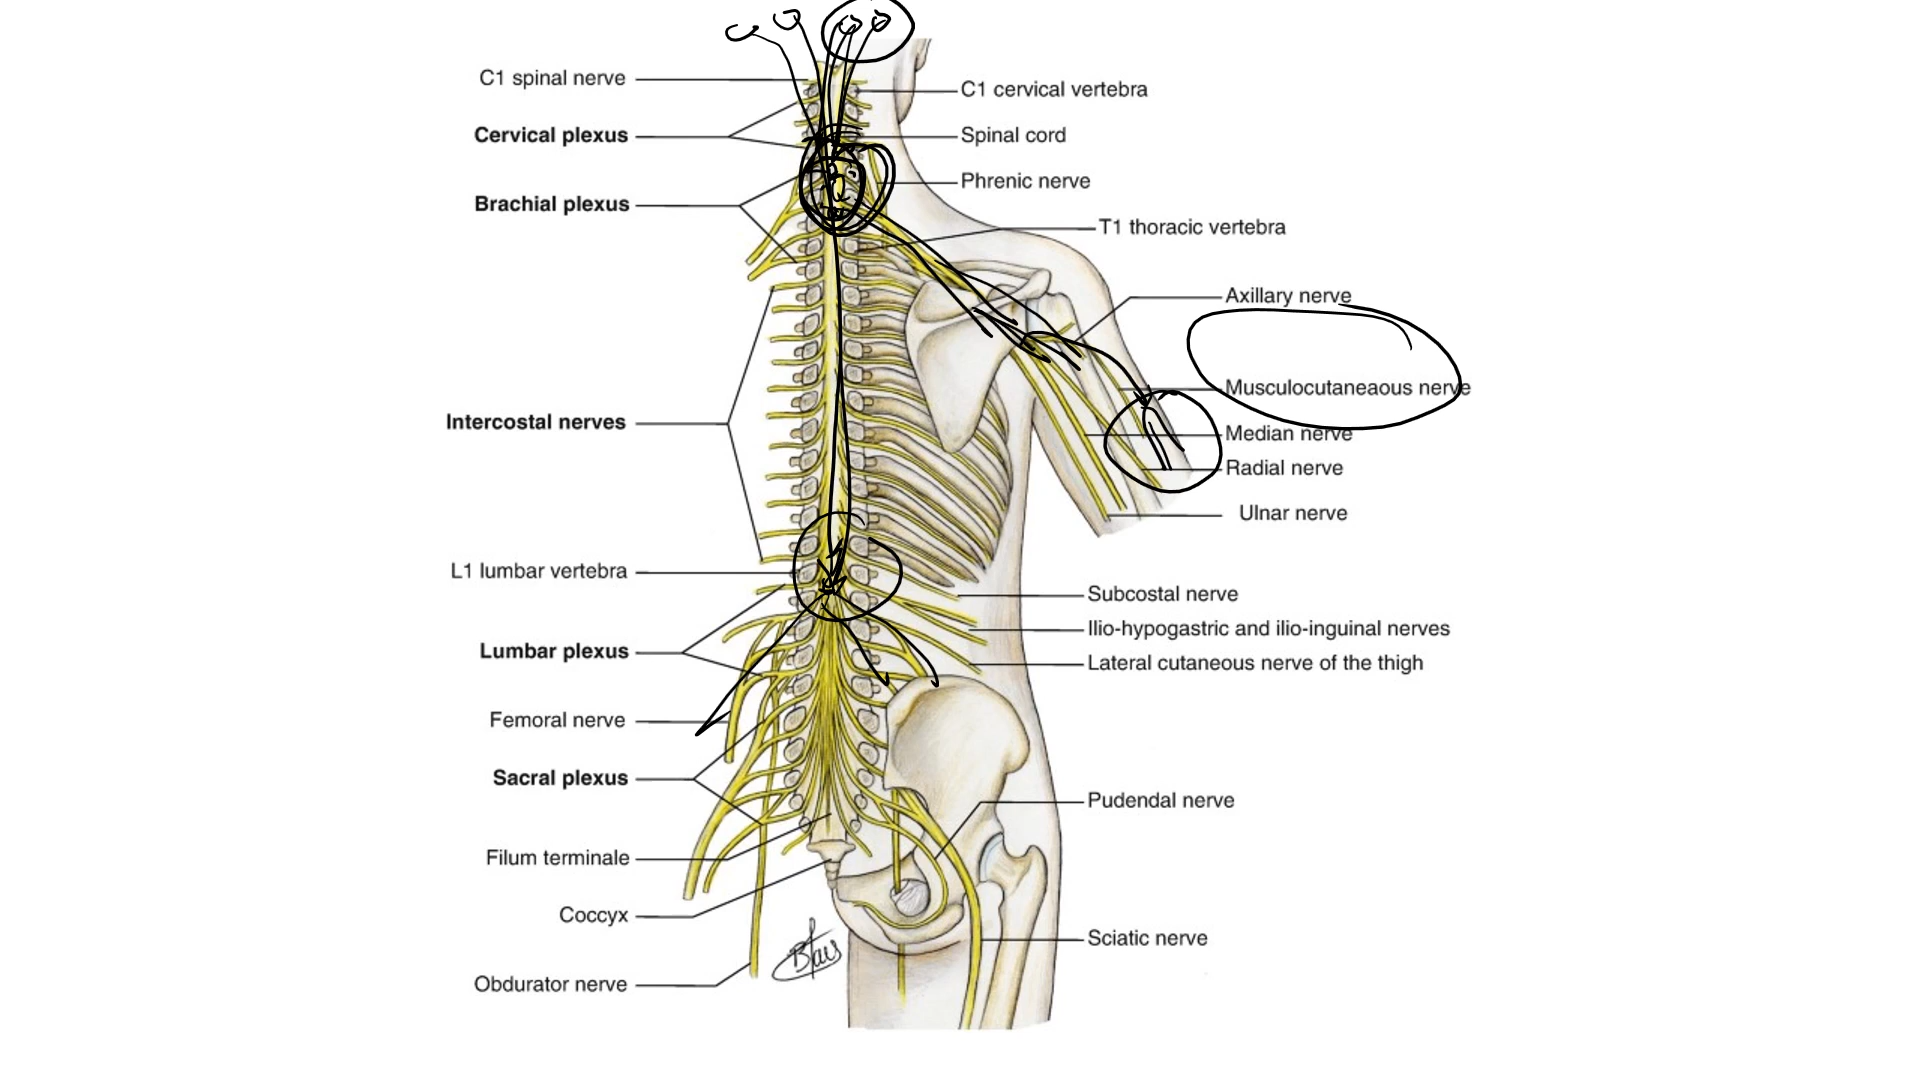 C1 spinal nerve
Cervical plexus
Brachial plexus
Intercostal nerves
L1 lumbar vertebra
Lumbar plexus
Femoral nerve
Sacral plexus
Filum terminale
Coccyx
Obdurator nerve
C1 cervical vertebra
Spinal cord
Phrenic nerve
T1 thoracic vertebra
Axillary nerve
Musculocutaneaous nerve
Median nerve
Radial nerve
Ulnar nerve
Subcostal nerve
Ilio-hypogastric and ilio-inguinal nerves
Lateral cutaneous nerve of the thigh
Pudendal nerve
Sciatic nerve